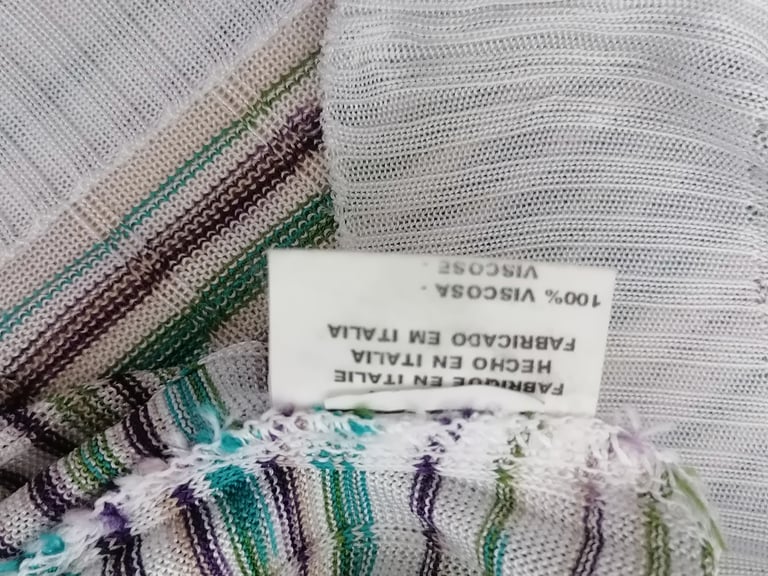 FABRIQUE EN ITALIE
HECHO EN ITALIA
FABRICADO EM ITALIA
100% VISCOSA -
VISCOSE -